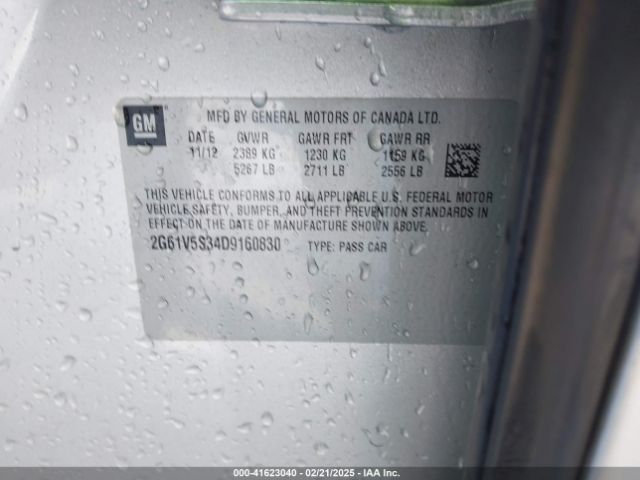 GM
MFD BY GENERAL MOTORS OF CANADA LTD.
DATE GVWR GAWR FRT GAWR RR
11/12 2389 KG 1230 KG 1159 KG
5267 LB 2711 LB 2556 LB
THIS VEHICLE CONFORMS TO ALL APPLICABLE U.S. FEDERAL MOTOR
VEHICLE SAFETY, BUMPER, AND THEFT PREVENTION STANDARDS IN
EFFECT ON THE DATE OF MANUFACTURE SHOWN ABOVE.
2G61V5S34D9160830 TYPE: PASS CAR
000-41623040 - 02/21/2025 - IAA Inc.